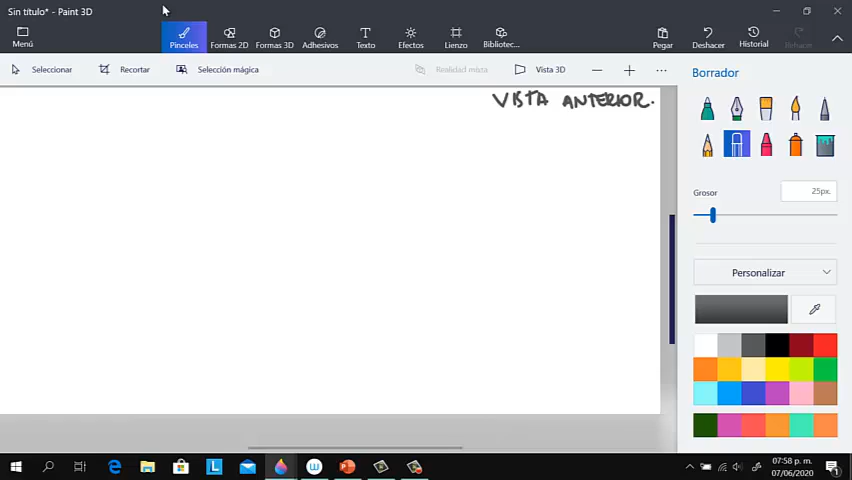 Sin título* - Paint 3D
Menú
Pinceles
Formas 2D
Formas 3D
Adhesivos
Texto
Efectos
Lienzo
Bibliotec...
Pegar
Deshacer
Historial
Rehacer
Seleccionar
Recortar
Selección mágica
Realidad mixta
Vista 3D
Borrador
VISTA ANTERIOR.
Grosor
25px.
Personalizar
07:58 p. m.
07/06/2020